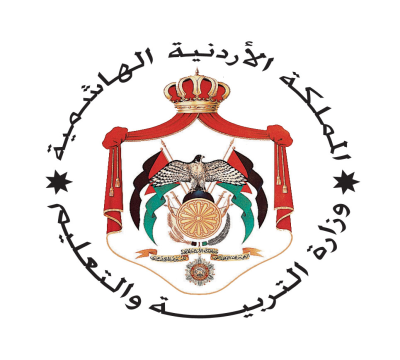 المملكة الأردنية الهاشمية
وزارة التربية والتعليم